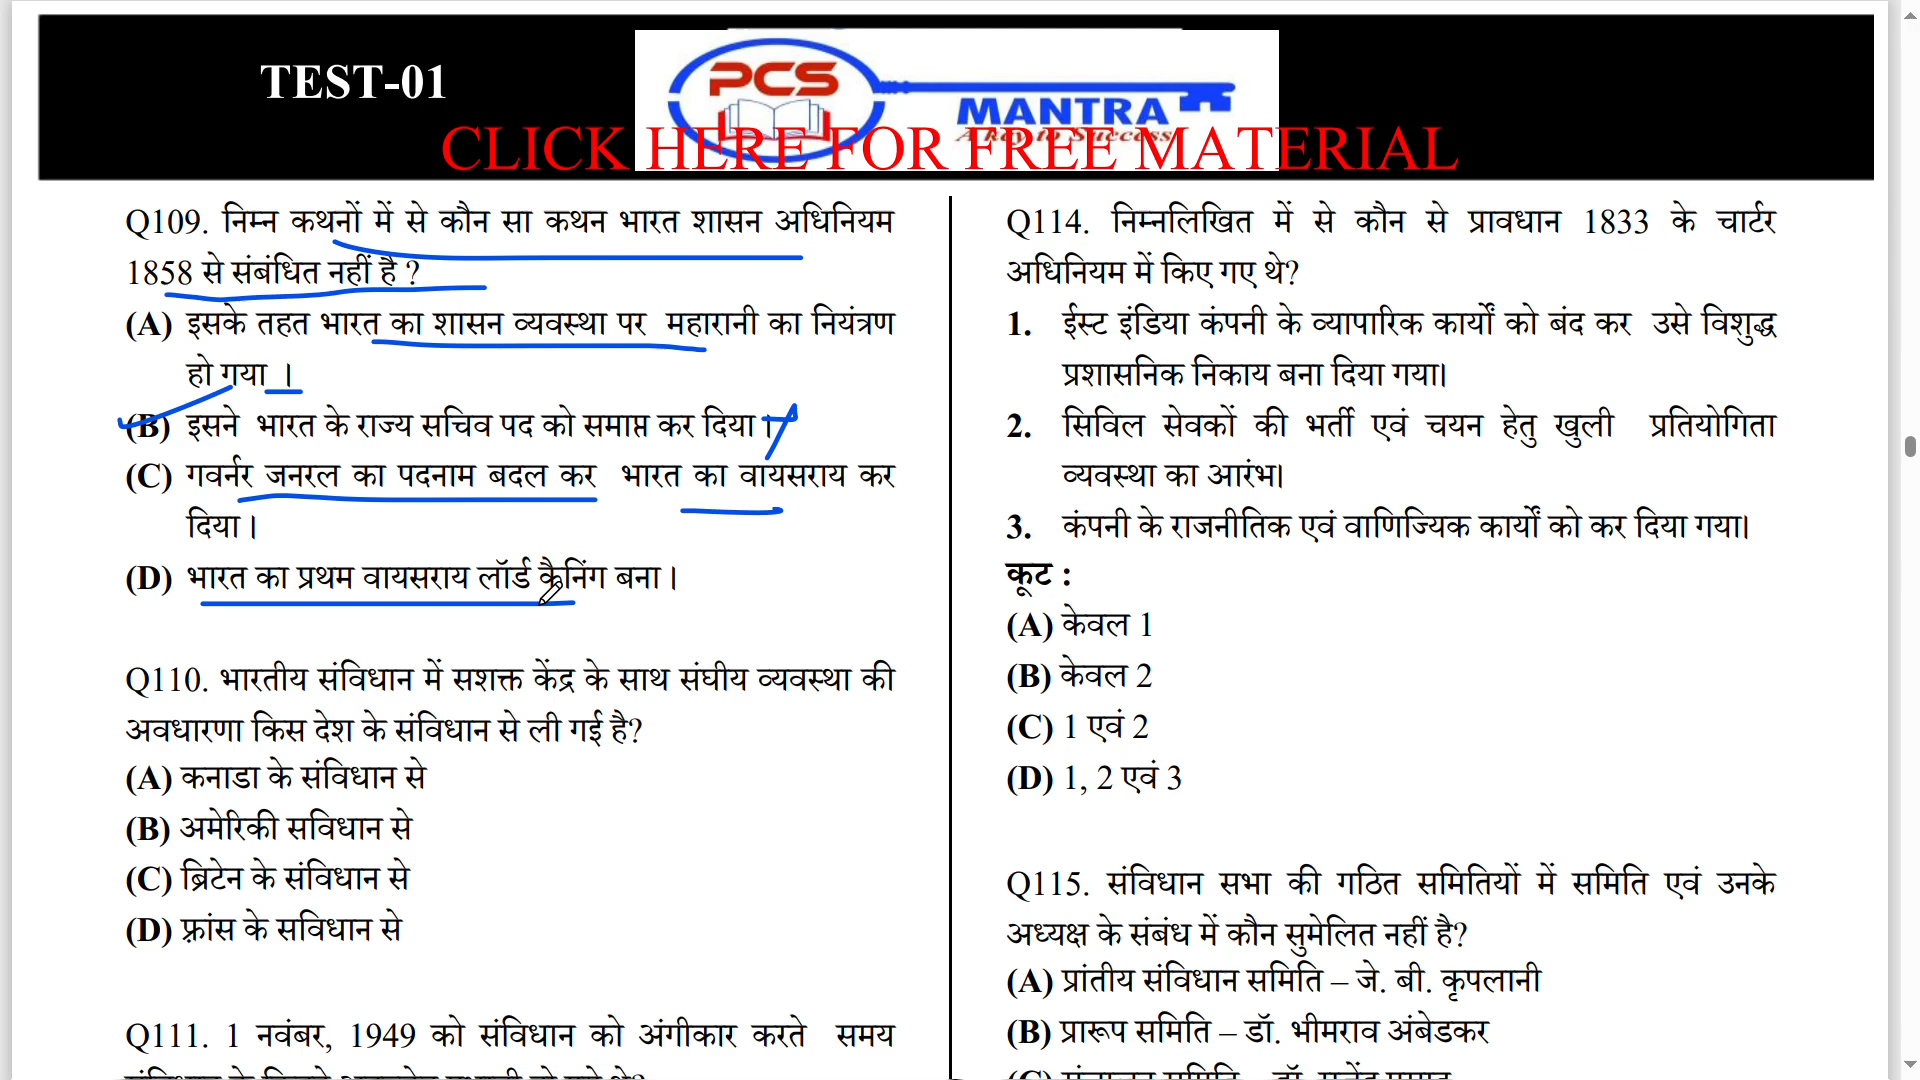 TEST-01
PCS
MANTRA
A Key to Success
CLICK HERE FOR FREE MATERIAL
Q109. निम्न कथनों में से कौन सा कथन भारत शासन अधिनियम
1858 से संबंधित नहीं है ?
(A) इसके तहत भारत का शासन व्यवस्था पर महारानी का नियंत्रण
हो गया ।
(B) इसने भारत के राज्य सचिव पद को समाप्त कर दिया ।
(C) गवर्नर जनरल का पदनाम बदल कर भारत का वायसराय कर
दिया ।
(D) भारत का प्रथम वायसराय लॉर्ड कैनिंग बना ।
Q110. भारतीय संविधान में सशक्त केंद्र के साथ संघीय व्यवस्था की
अवधारणा किस देश के संविधान से ली गई है?
(A) कनाडा के संविधान से
(B) अमेरिकी सविधान से
(C) ब्रिटेन के संविधान से
(D) फ़्रांस के सविधान से
Q111. 1 नवंबर, 1949 को संविधान को अंगीकार करते समय
Q114. निम्नलिखित में से कौन से प्रावधान 1833 के चार्टर
अधिनियम में किए गए थे?
1. ईस्ट इंडिया कंपनी के व्यापारिक कार्यों को बंद कर उसे विशुद्ध
प्रशासनिक निकाय बना दिया गया।
2. सिविल सेवकों की भर्ती एवं चयन हेतु खुली प्रतियोगिता
व्यवस्था का आरंभ।
3. कंपनी के राजनीतिक एवं वाणिज्यिक कार्यों को कर दिया गया।
कूट :
(A) केवल 1
(B) केवल 2
(C) 1 एवं 2
(D) 1, 2 एवं 3
Q115. संविधान सभा की गठित समितियों में समिति एवं उनके
अध्यक्ष के संबंध में कौन सुमेलित नहीं है?
(A) प्रांतीय संविधान समिति – जे. बी. कृपलानी
(B) प्रारूप समिति – डॉ. भीमराव अंबेडकर